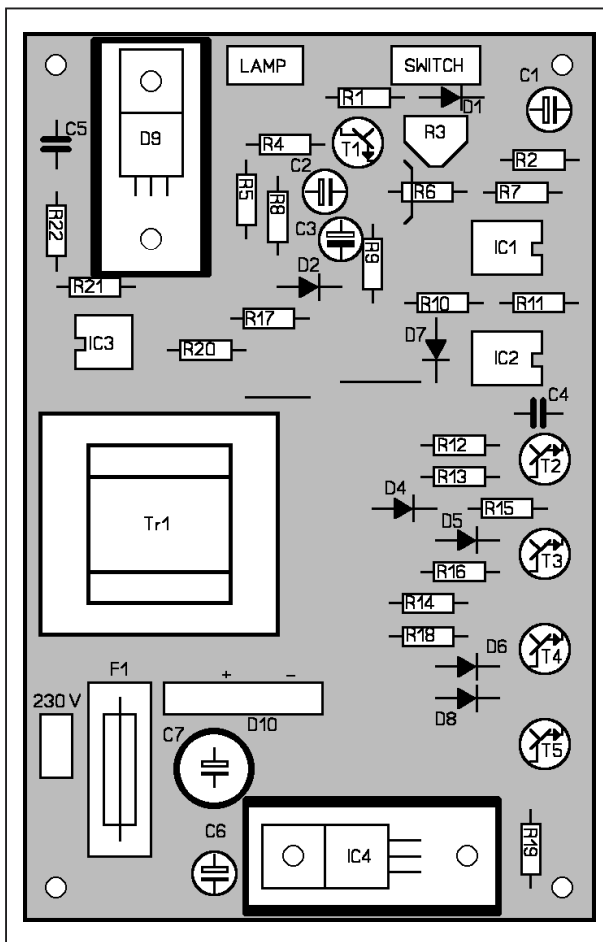 LAMP
SWITCH
C1
R1
D1
C5
D9
T1
R3
R4
R2
C2
R5
R8
R6
R7
R22
C3
R9
IC1
D2
R21
R10
R11
R17
D7
IC3
R20
IC2
C4
R12
T2
R13
D4
R15
Tr1
D5
R16
T3
R14
R18
D6
T4
F1
+ −
230 V
D10
D8
C7
T5
C6
IC4
R19